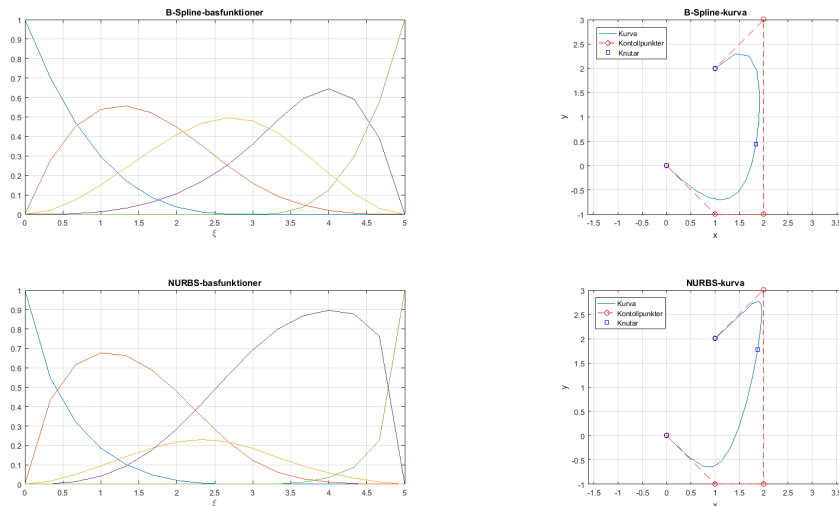 B-Spline-basfunktioner
1
0.9
0.8
0.7
0.6
0.5
0.4
0.3
0.2
0.1
0
0 0.5 1 1.5 2 2.5 3 3.5 4 4.5 5
ξ
B-Spline-kurva
3
2.5
2
1.5
1
0.5
0
-0.5
-1
y
Kurva
Kontollpunkter
Knutar
-1.5 -1 -0.5 0 0.5 1 1.5 2 2.5 3 3.5
x
NURBS-basfunktioner
1
0.9
0.8
0.7
0.6
0.5
0.4
0.3
0.2
0.1
0
0 0.5 1 1.5 2 2.5 3 3.5 4 4.5 5
ξ
NURBS-kurva
3
2.5
2
1.5
1
0.5
0
-0.5
-1
y
Kurva
Kontollpunkter
Knutar
-1.5 -1 -0.5 0 0.5 1 1.5 2 2.5 3 3.5
x